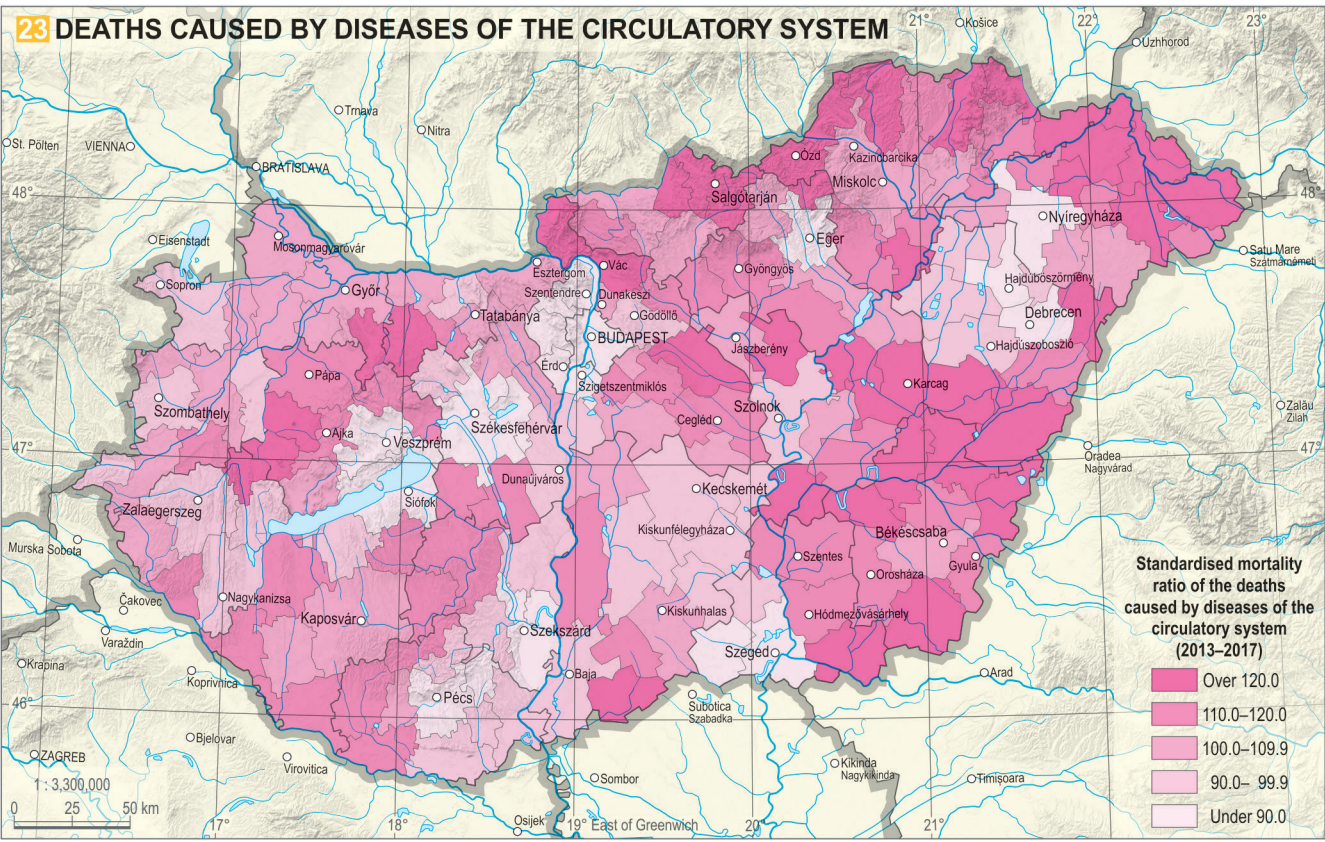 23 DEATHS CAUSED BY DISEASES OF THE CIRCULATORY SYSTEM
21°
22°
23°
Košice
Uzhhorod
Trnava
Nitra
St. Pölten
VIENNA
BRATISLAVA
Ózd
Kazincbarcika
Miskolc
48°
48°
Salgótarján
Nyíregyháza
Eisenstadt
Mosonmagyaróvár
Eger
Satu Mare
Szatmárnémeti
Sopron
Győr
Esztergom
Vác
Gyöngyös
Szentendre
Dunakeszi
Hajdúböszörmény
Tatabánya
Gödöllő
Debrecen
BUDAPEST
Jászberény
Hajdúszoboszló
Érd
Pápa
Szigetszentmiklós
Karcag
Szombathely
Cegléd
Szolnok
Zalău
Zilah
Székesfehérvár
Ajka
Veszprém
47°
47°
Oradea
Nagyvárad
Dunaújváros
Kecskemét
Siófok
Zalaegerszeg
Kiskunfélegyháza
Békéscsaba
Murska Sobota
Szentes
Gyula
Orosháza
Čakovec
Nagykanizsa
Kiskunhalas
Hódmezővásárhely
Kaposvár
Szekszárd
Varaždin
Szeged
Krapina
Koprivnica
Baja
Arad
Pécs
46°
Subotica
Szabadka
Bjelovar
ZAGREB
Virovitica
Kikinda
Nagykikinda
Sombor
Timişoara
Osijek
Standardised mortality
ratio of the deaths
caused by diseases of the
circulatory system
(2013–2017)
Over 120.0
110.0–120.0
100.0–109.9
90.0– 99.9
Under 90.0
1 : 3,300,000
0 25 50 km
17°
18°
19° East of Greenwich
20°
21°